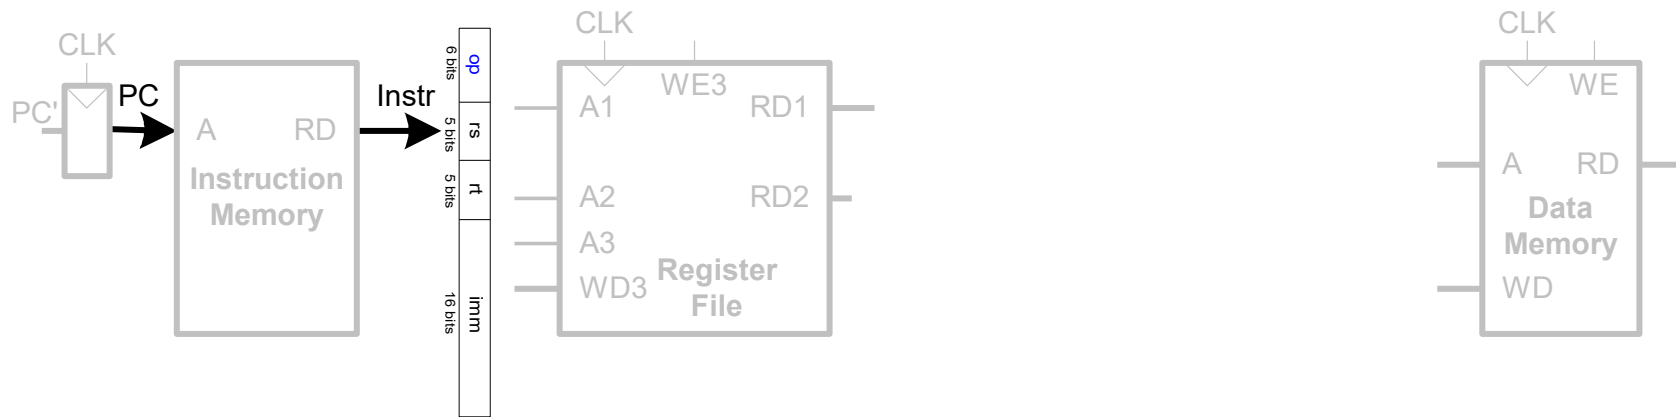 CLK
PC'
PC
A
RD
Instruction
Memory
Instr
op
6 bits
rs
5 bits
rt
5 bits
imm
16 bits
CLK
WE3
A1
RD1
A2
RD2
A3
WD3
Register
File
CLK
WE
A
RD
Data
Memory
WD